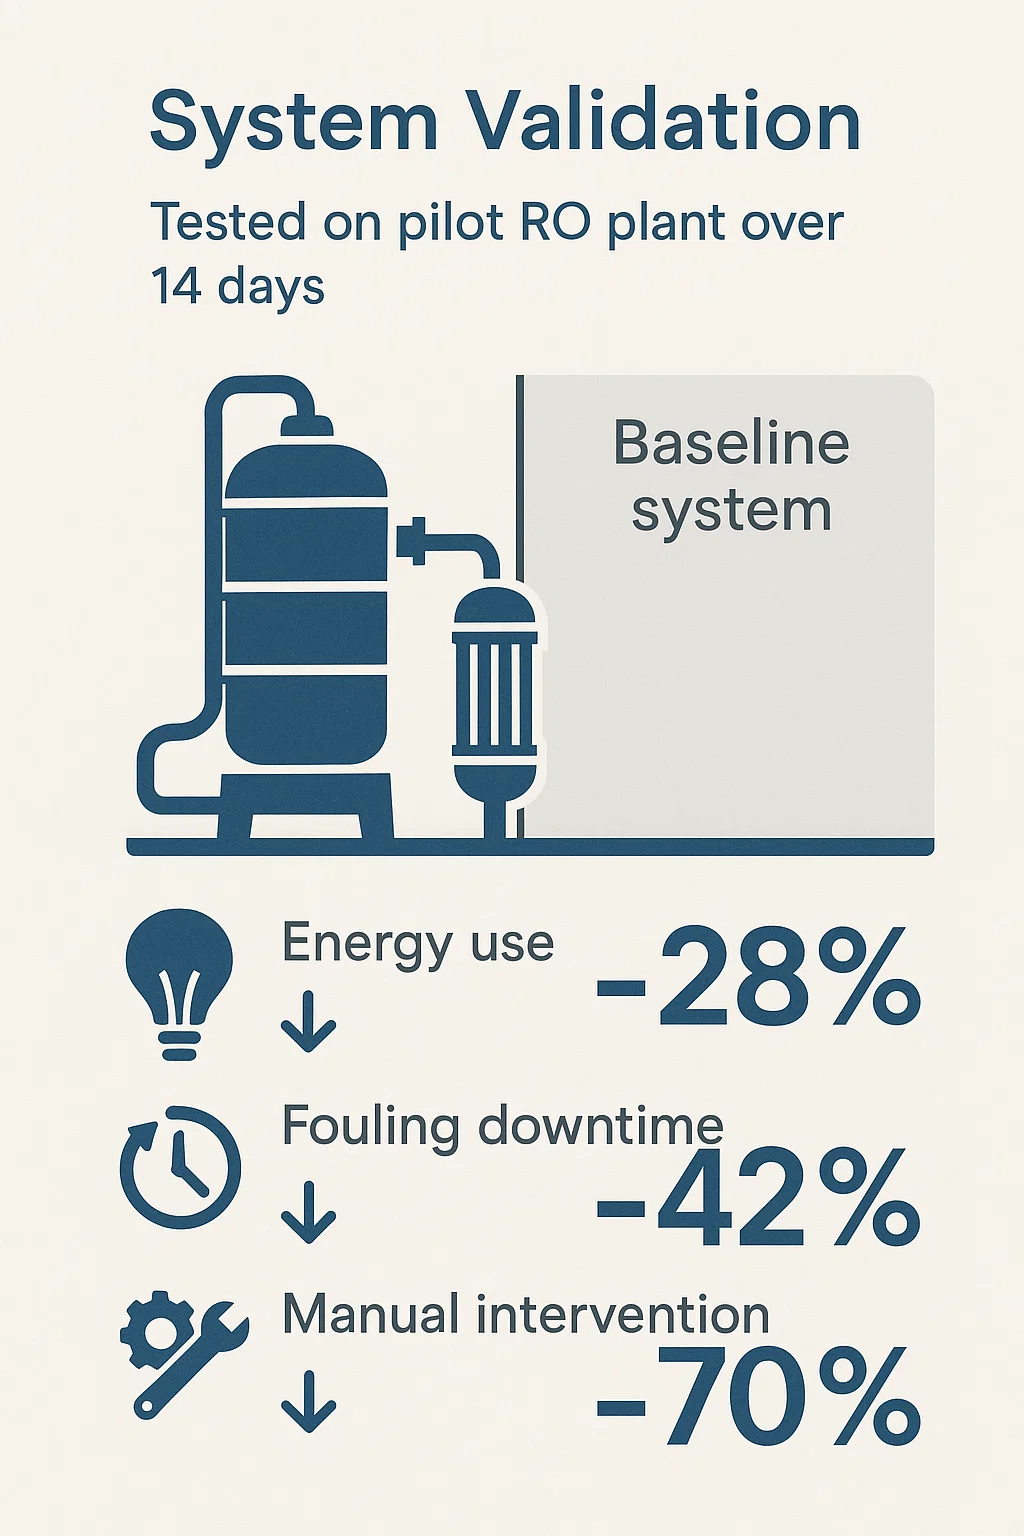 System Validation
Tested on pilot RO plant over
14 days
Baseline
system
Energy use
-28%
Fouling downtime
-42%
Manual intervention
-70%